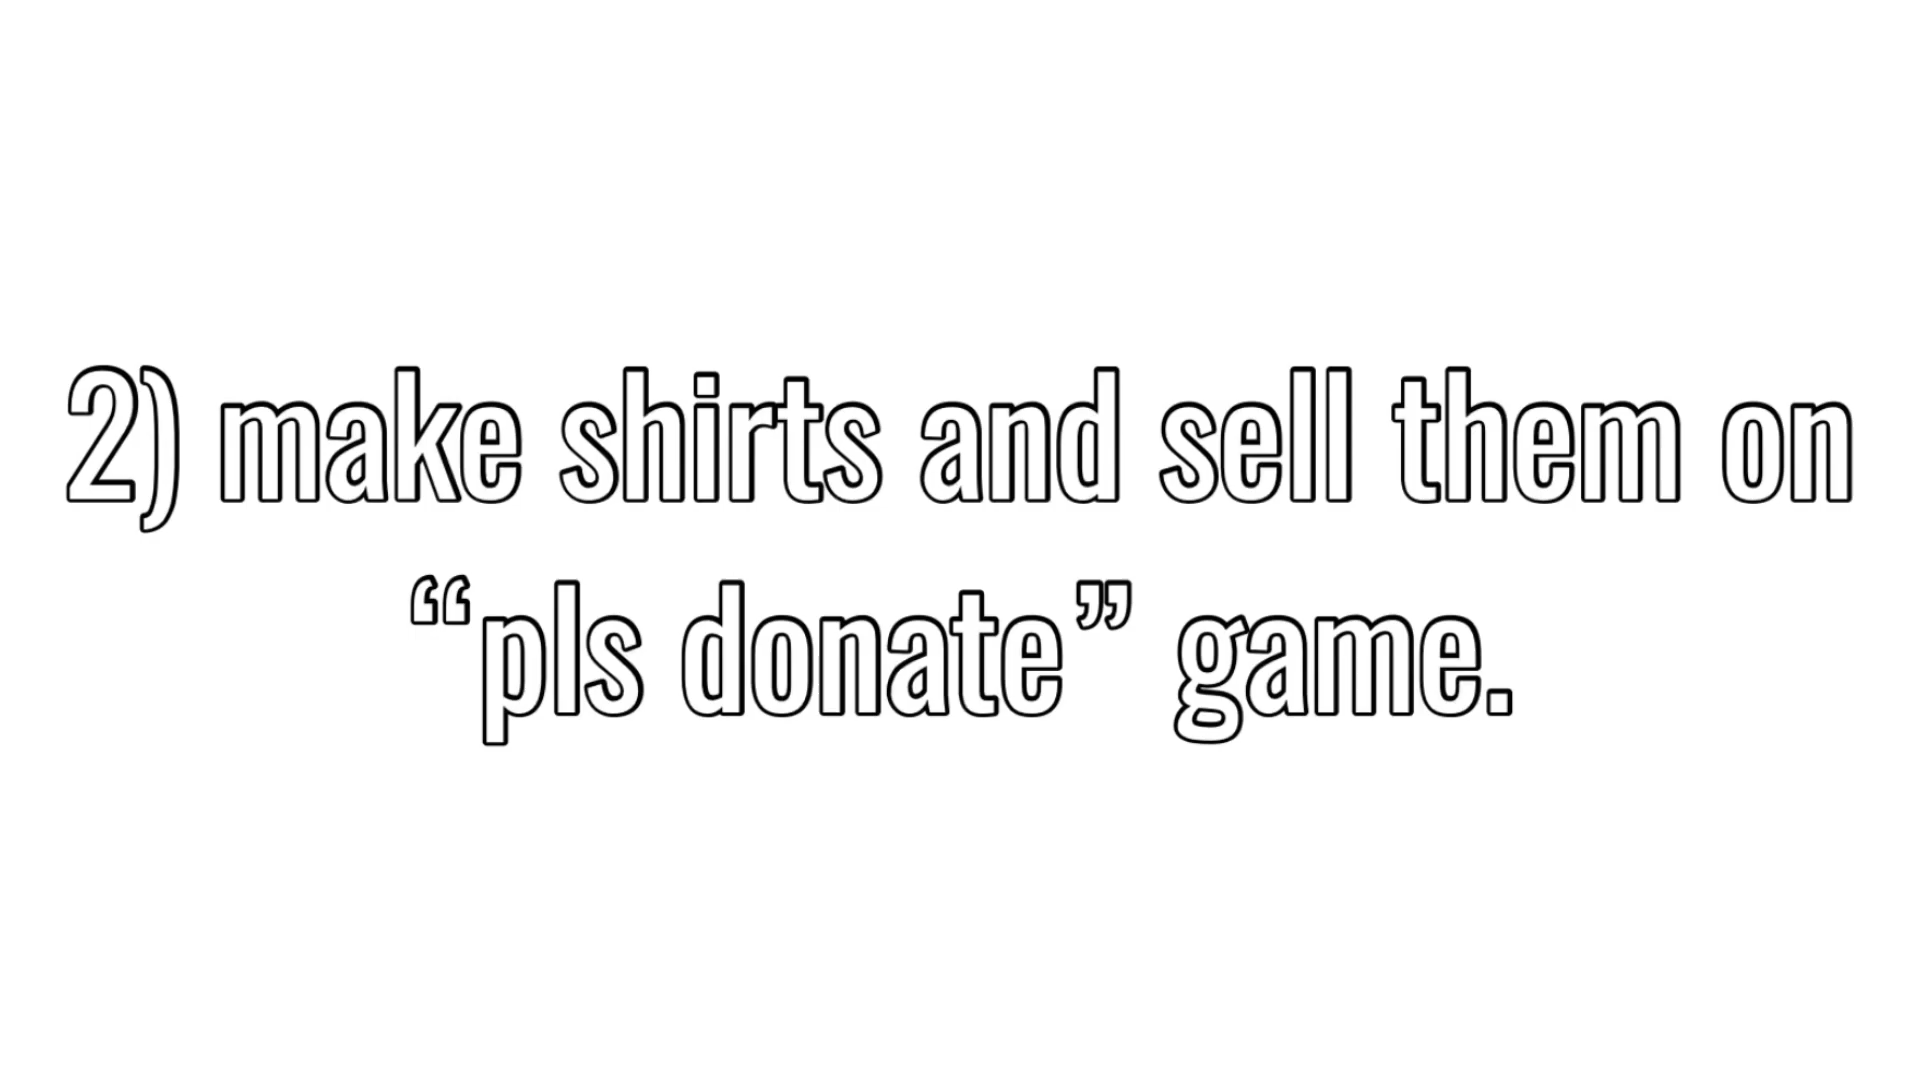 2) make shirts and sell them on
“pls donate” game.